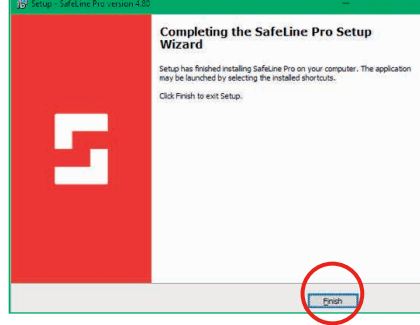 Setup - SafeLine Pro version 4.80
Completing the SafeLine Pro Setup
Wizard
Setup has finished installing SafeLine Pro on your computer. The application
may be launched by selecting the installed shortcuts.
Click Finish to exit Setup.
Finish